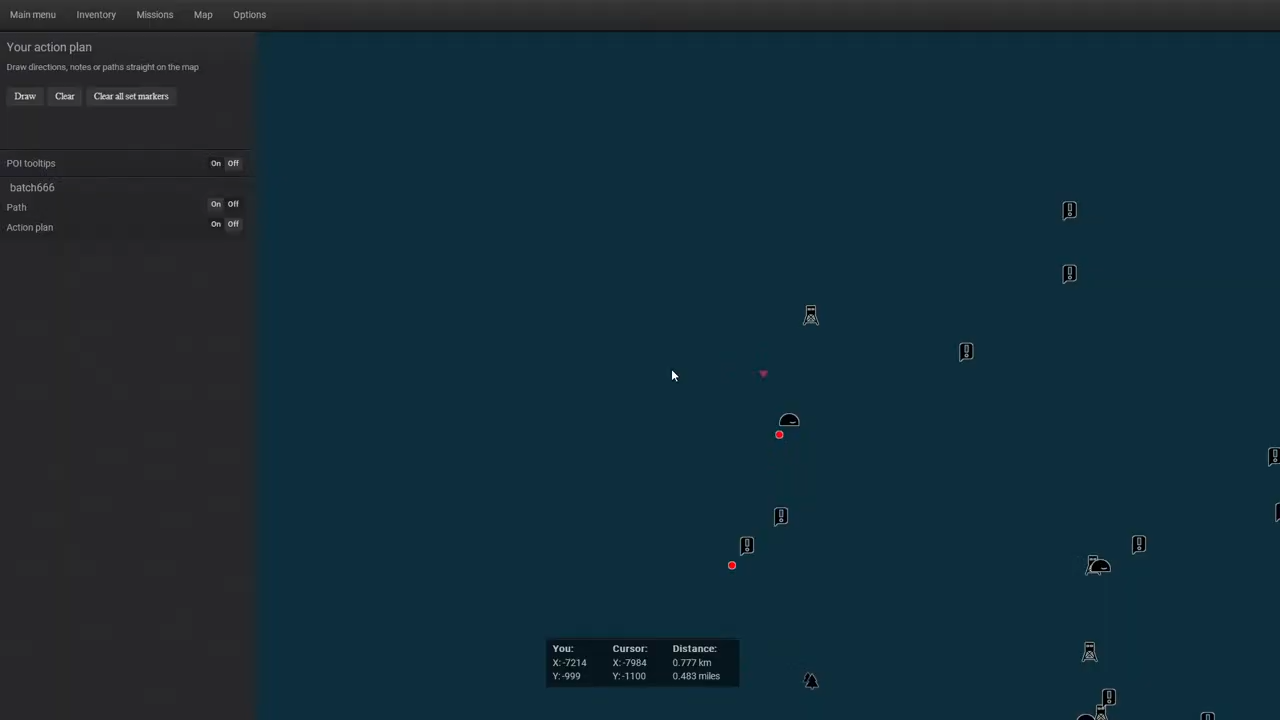 Main menu Inventory Missions Map Options
Your action plan
Draw directions, notes or paths straight on the map
Draw Clear Clear all set markers
POI tooltips On Off
batch666
Path On Off
Action plan On Off
You: Cursor: Distance:
X: -7214 X: -7984 0.777 km
Y: -999 Y: -1100 0.483 miles